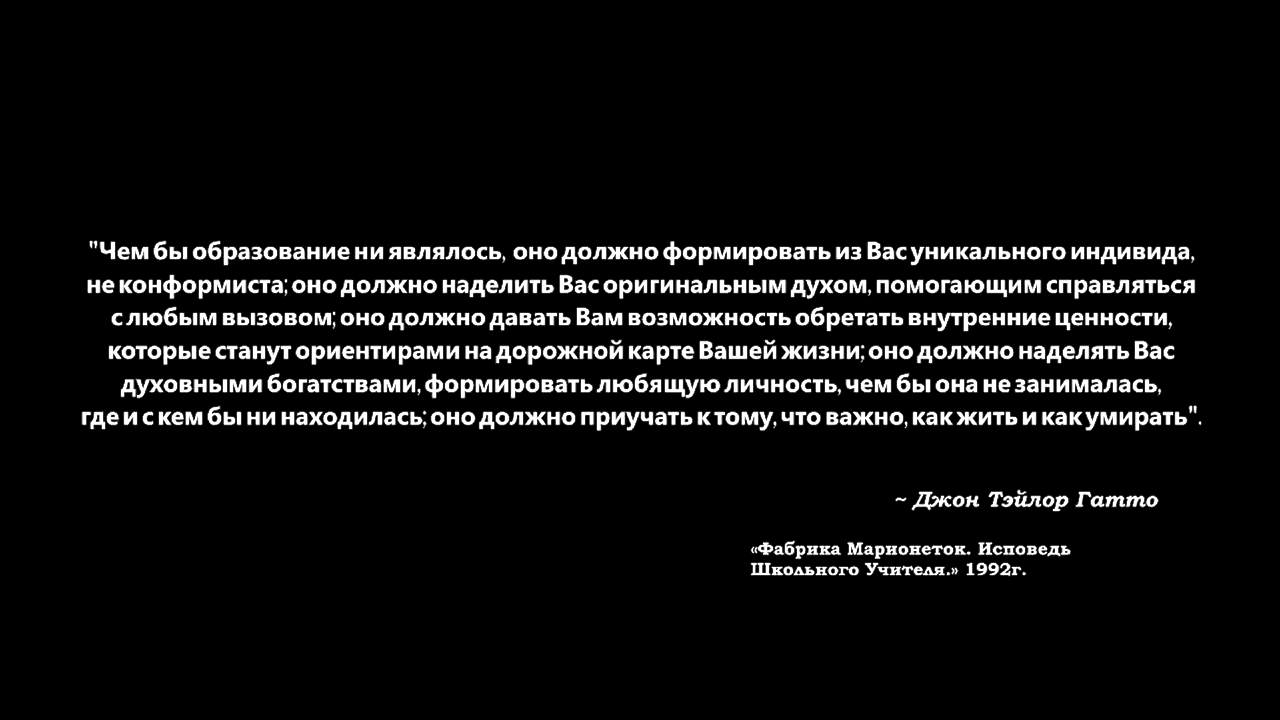 "Чем бы образование ни являлось, оно должно формировать из Вас уникального индивида,
не конформиста; оно должно наделить Вас оригинальным духом, помогающим справляться
с любым вызовом; оно должно давать Вам возможность обретать внутренние ценности,
которые станут ориентирами на дорожной карте Вашей жизни; оно должно наделять Вас
духовными богатствами, формировать любящую личность, чем бы она не занималась,
где и с кем бы ни находилась; оно должно приучать к тому, что важно, как жить и как умирать".
~ Джон Тэйлор Гатто
«Фабрика Марионеток. Исповедь
Школьного Учителя.» 1992г.